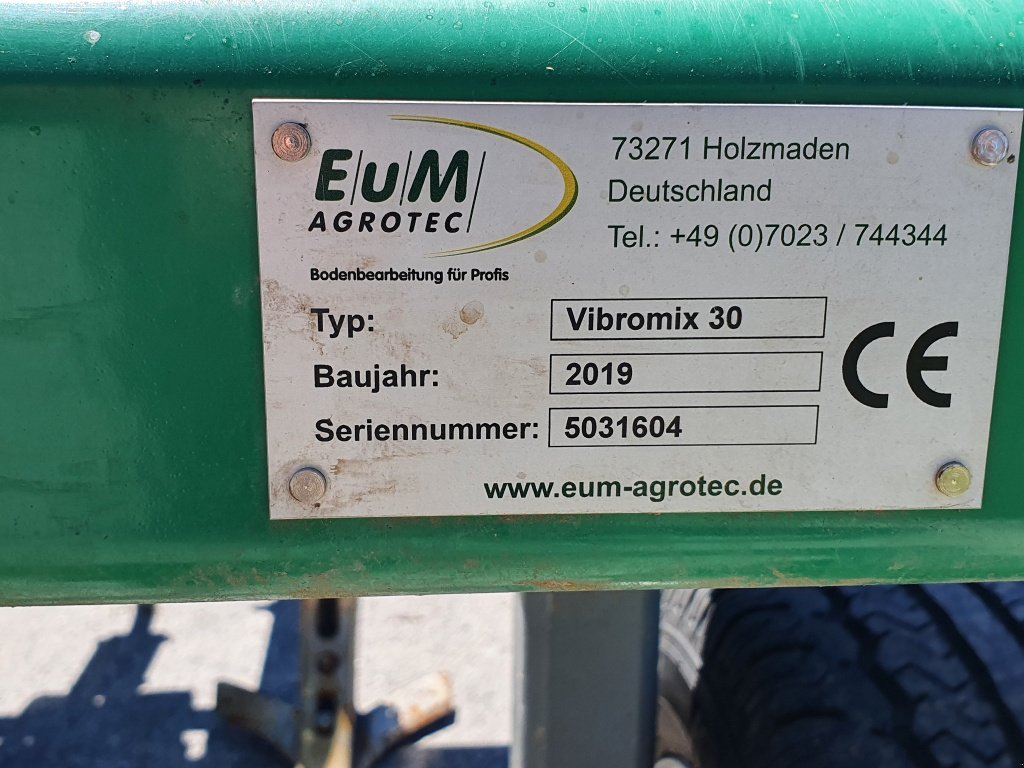 E/u/M
AGROTEC
Bodenbearbeitung für Profis
73271 Holzmaden
Deutschland
Tel.: +49 (0)7023 / 744344
Typ: Vibromix 30
Baujahr: 2019
Seriennummer: 5031604
CE
www.eum-agrotec.de